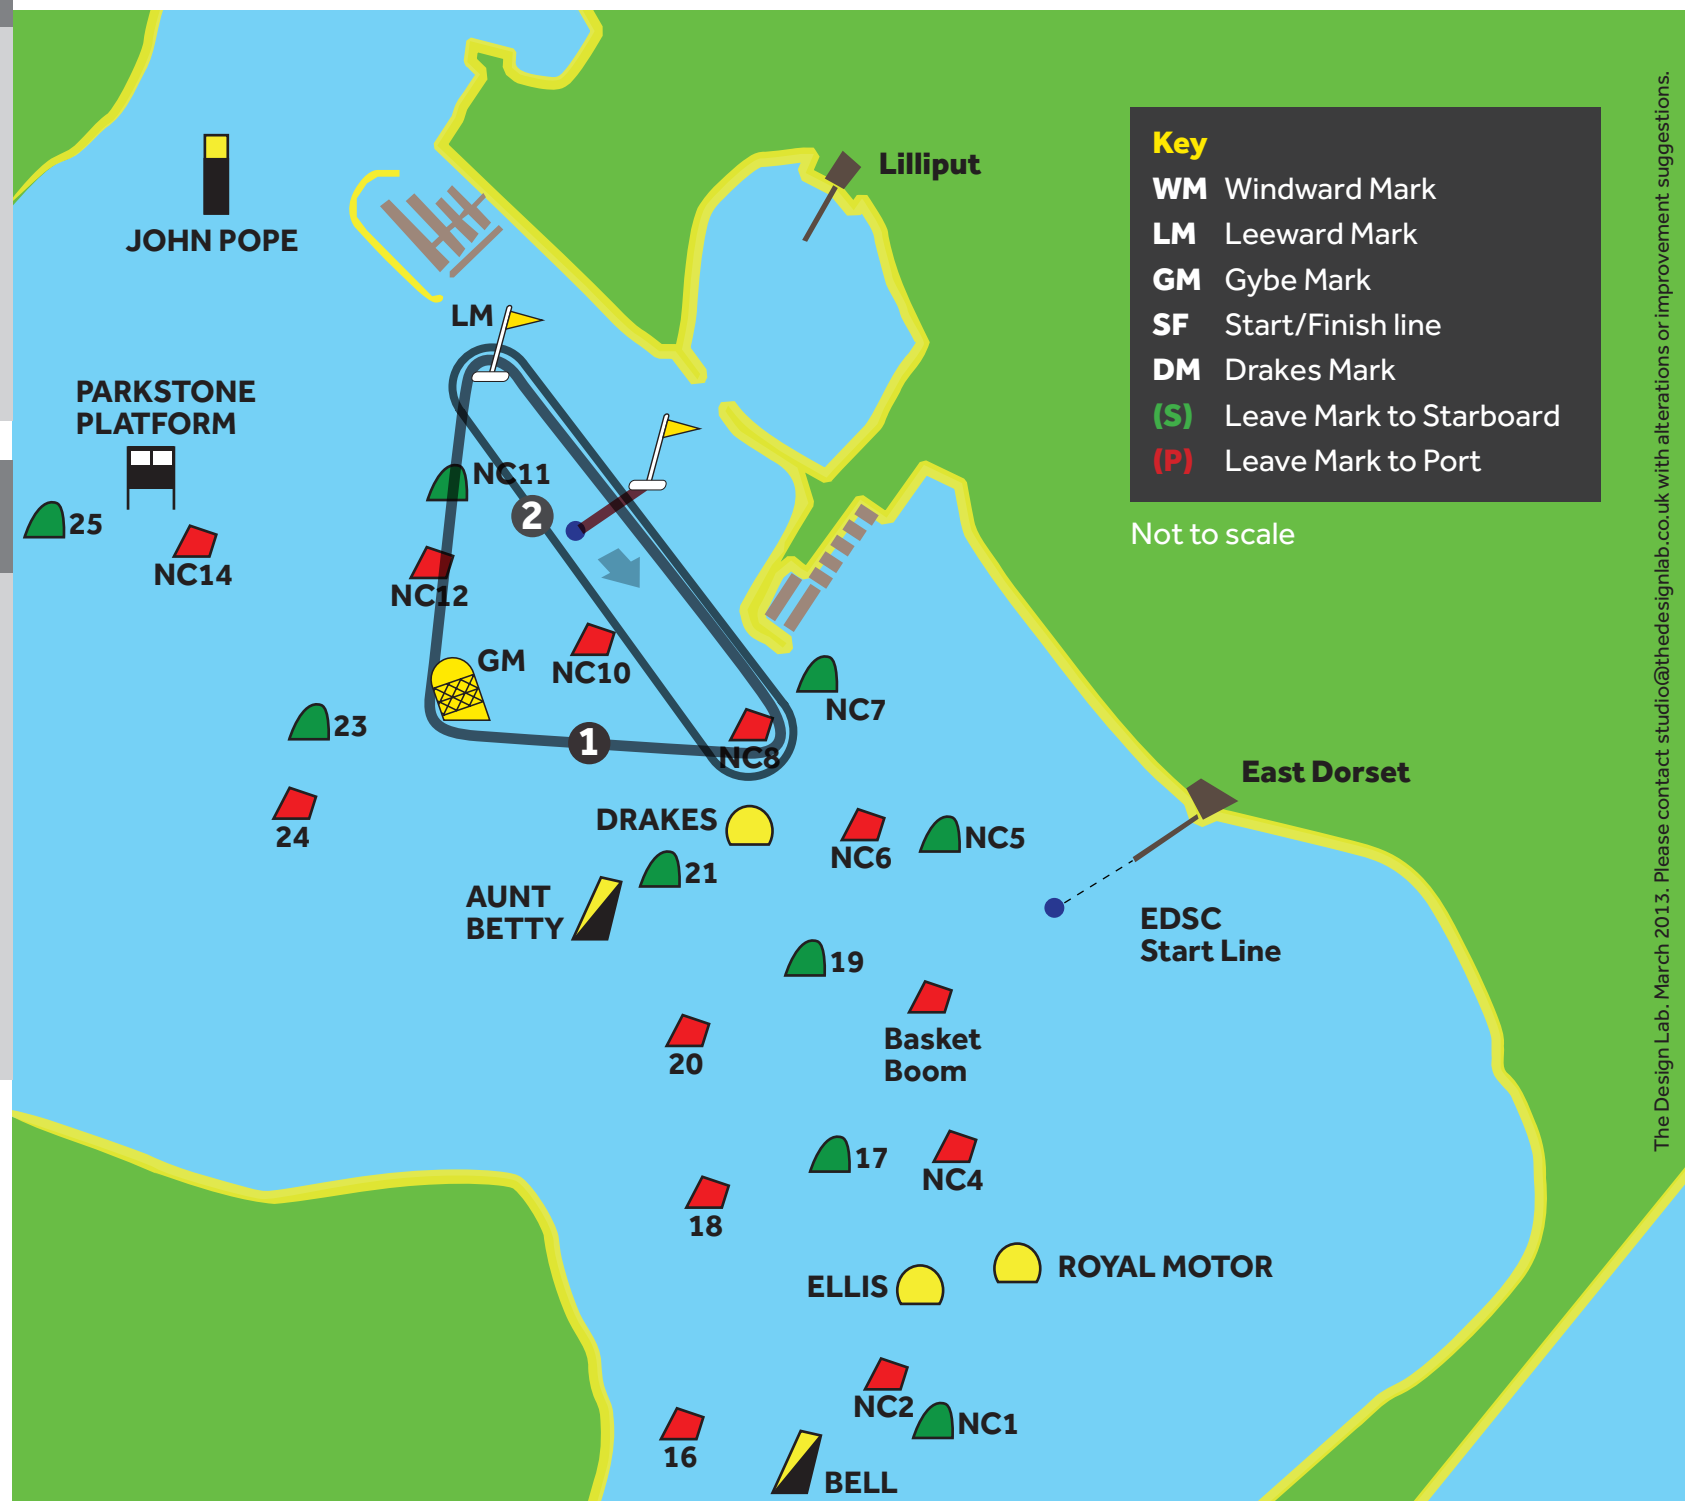 Lilliput
Key
WM Windward Mark
LM Leeward Mark
GM Gybe Mark
SF Start/Finish line
DM Drakes Mark
(S) Leave Mark to Starboard
(P) Leave Mark to Port
Not to scale
JOHN POPE
LM
PARKSTONE
PLATFORM
NC11
2
25
NC14
NC12
GM
NC10
NC7
23
1
NC8
East Dorset
DRAKES
24
NC6
NC5
21
AUNT
BETTY
EDSC
Start Line
19
Basket
Boom
20
17
NC4
18
ELLIS
ROYAL MOTOR
NC2
NC1
16
BELL
The Design Lab. March 2013. Please contact studio@thedesignlab.co.uk with alterations or improvement suggestions.